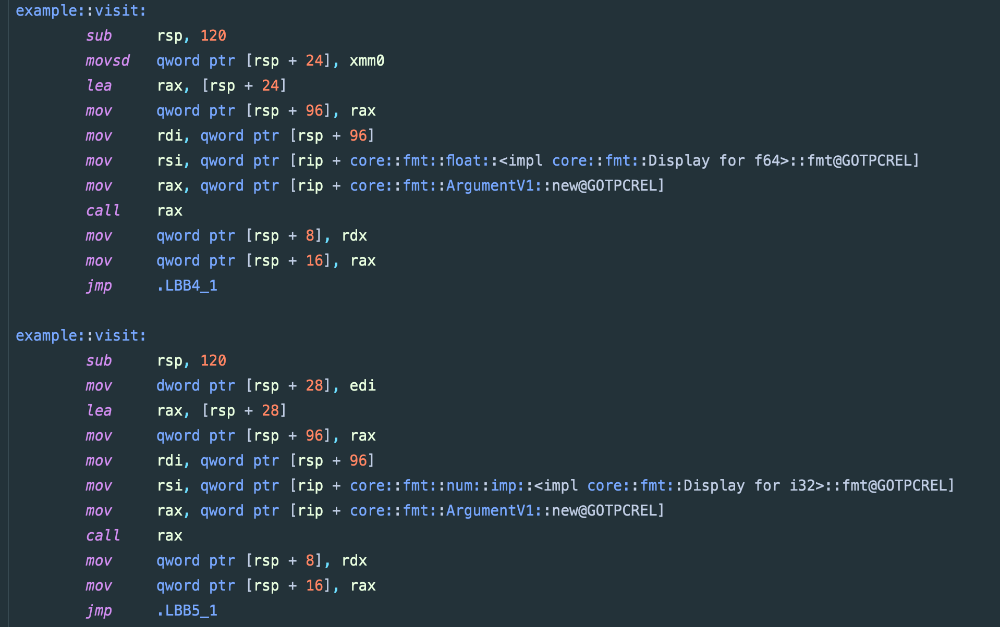 example::visit:
sub rsp, 120
movsd qword ptr [rsp + 24], xmm0
lea rax, [rsp + 24]
mov qword ptr [rsp + 96], rax
mov rdi, qword ptr [rsp + 96]
mov rsi, qword ptr [rip + core::fmt::float::<impl core::fmt::Display for f64>::fmt@GOTPCREL]
mov rax, qword ptr [rip + core::fmt::ArgumentV1::new@GOTPCREL]
call rax
mov qword ptr [rsp + 8], rdx
mov qword ptr [rsp + 16], rax
jmp .LBB4_1
example::visit:
sub rsp, 120
mov dword ptr [rsp + 28], edi
lea rax, [rsp + 28]
mov qword ptr [rsp + 96], rax
mov rdi, qword ptr [rsp + 96]
mov rsi, qword ptr [rip + core::fmt::num::imp::<impl core::fmt::Display for i32>::fmt@GOTPCREL]
mov rax, qword ptr [rip + core::fmt::ArgumentV1::new@GOTPCREL]
call rax
mov qword ptr [rsp + 8], rdx
mov qword ptr [rsp + 16], rax
jmp .LBB5_1